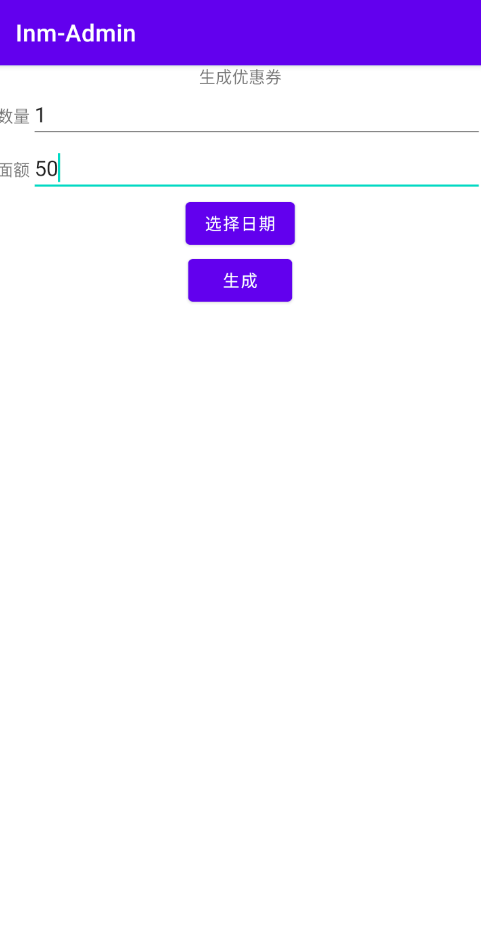 Inm-Admin
生成优惠券
数量 1
面额 50
选择日期
生成